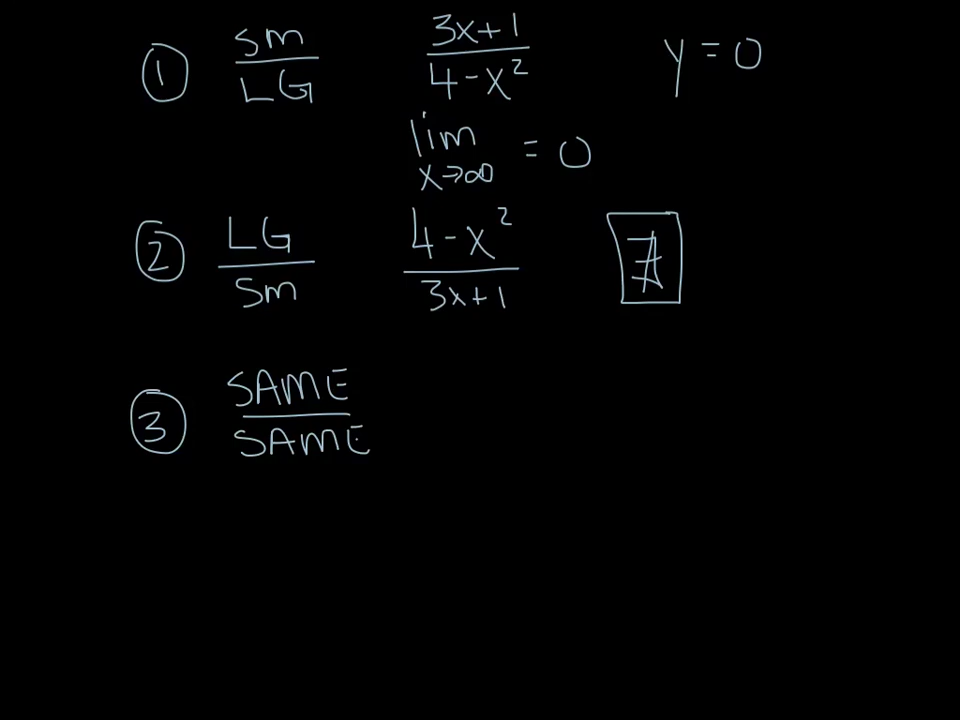 ① Sm/LG (3x+1)/(4-x²) y = 0
lim x→∞ = 0
② LG/Sm (4-x²)/(3x+1) ∄
③ SAME/SAME